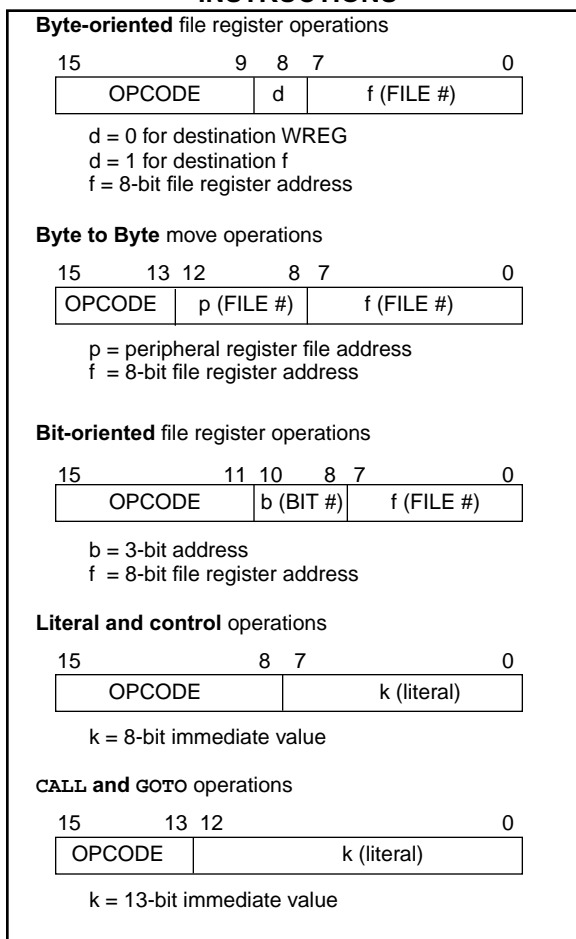 INSTRUCTIONS
Byte-oriented file register operations
15 9 8 7 0
OPCODE d f (FILE #)
d = 0 for destination WREG
d = 1 for destination f
f = 8-bit file register address
Byte to Byte move operations
15 13 12 8 7 0
OPCODE p (FILE #) f (FILE #)
p = peripheral register file address
f = 8-bit file register address
Bit-oriented file register operations
15 11 10 8 7 0
OPCODE b (BIT #) f (FILE #)
b = 3-bit address
f = 8-bit file register address
Literal and control operations
15 8 7 0
OPCODE k (literal)
k = 8-bit immediate value
CALL and GOTO operations
15 13 12 0
OPCODE k (literal)
k = 13-bit immediate value